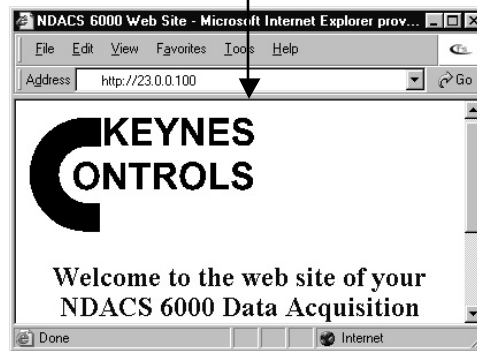 NDACS 6000 Web Site - Microsoft Internet Explorer prov...
File Edit View Favorites Tools Help
Address http://23.0.0.100 Go
KEYNES
CONTROLS
Welcome to the web site of your
NDACS 6000 Data Acquisition
Done Internet